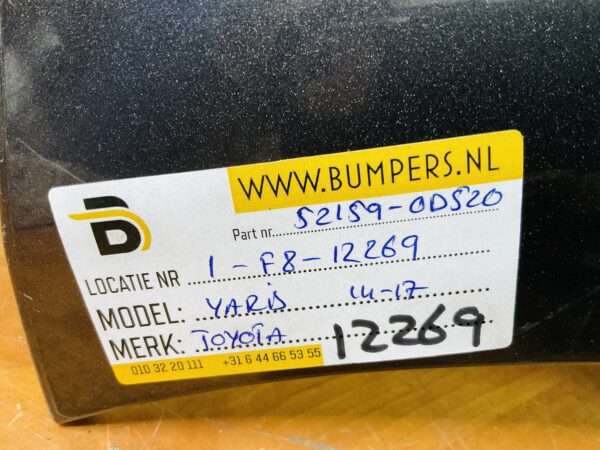 WWW.BUMPERS.NL
Part nr. 52159-0D520
LOCATIE NR 1-F8-12269
MODEL: YARIS 14-17
MERK: TOYOTA 12269
010 32 20 111 +31 6 44 66 53 55